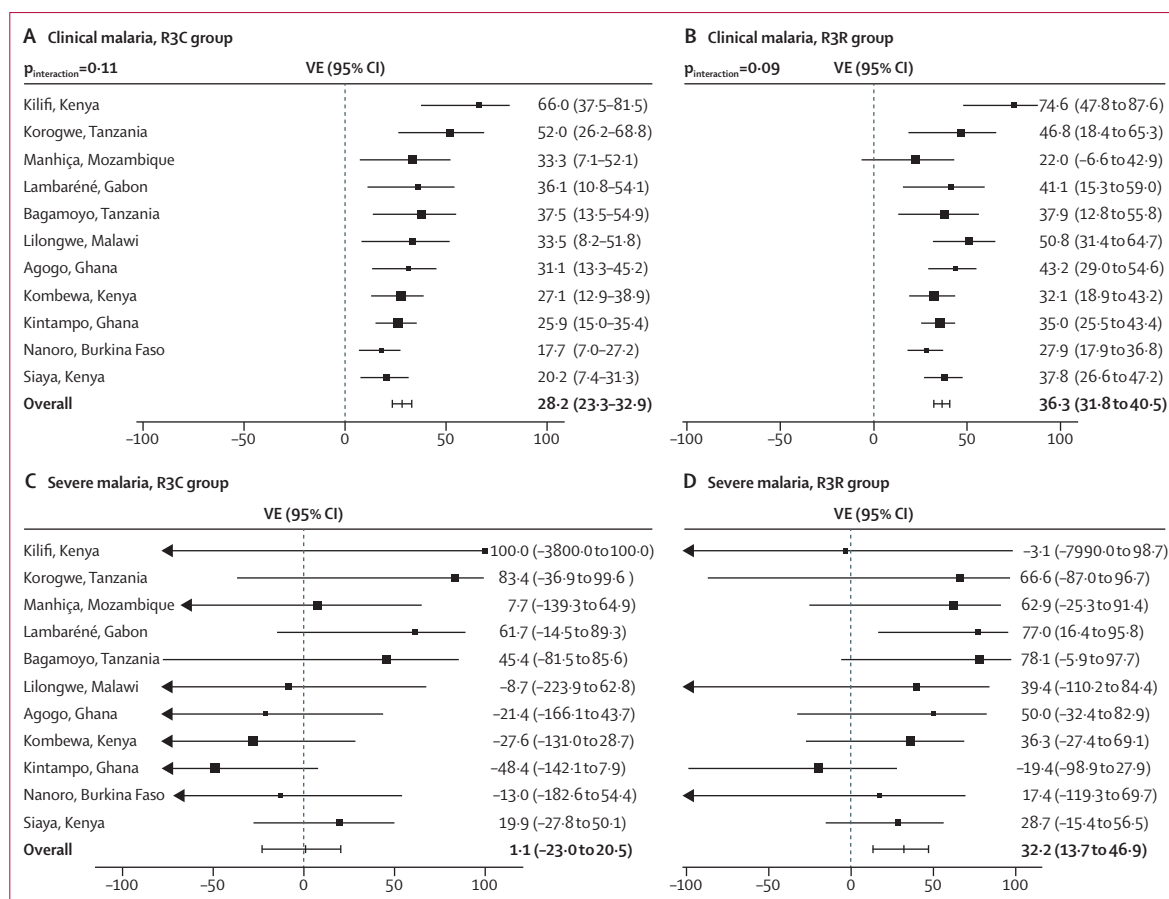 A Clinical malaria, R3C group
pinteraction=0·11 VE (95% CI)
Kilifi, Kenya 66·0 (37·5–81·5)
Korogwe, Tanzania 52·0 (26·2–68·8)
Manhiça, Mozambique 33·3 (7·1–52·1)
Lambaréné, Gabon 36·1 (10·8–54·1)
Bagamoyo, Tanzania 37·5 (13·5–54·9)
Lilongwe, Malawi 33·5 (8·2–51·8)
Agogo, Ghana 31·1 (13·3–45·2)
Kombewa, Kenya 27·1 (12·9–38·9)
Kintampo, Ghana 25·9 (15·0–35·4)
Nanoro, Burkina Faso 17·7 (7·0–27·2)
Siaya, Kenya 20·2 (7·4–31·3)
Overall 28·2 (23·3–32·9)
–100 –50 0 50 100
B Clinical malaria, R3R group
pinteraction=0·09 VE (95% CI)
74·6 (47·8 to 87·6)
46·8 (18·4 to 65·3)
22·0 (–6·6 to 42·9)
41·1 (15·3 to 59·0)
37·9 (12·8 to 55·8)
50·8 (31·4 to 64·7)
43·2 (29·0 to 54·6)
32·1 (18·9 to 43·2)
35·0 (25·5 to 43·4)
27·9 (17·9 to 36·8)
37·8 (26·6 to 47·2)
36·3 (31·8 to 40·5)
–100 –50 0 50 100
C Severe malaria, R3C group
VE (95% CI)
Kilifi, Kenya 100·0 (–3800·0 to 100·0)
Korogwe, Tanzania 83·4 (–36·9 to 99·6 )
Manhiça, Mozambique 7·7 (–139·3 to 64·9)
Lambaréné, Gabon 61·7 (–14·5 to 89·3)
Bagamoyo, Tanzania 45·4 (–81·5 to 85·6)
Lilongwe, Malawi –8·7 (–223·9 to 62·8)
Agogo, Ghana –21·4 (–166·1 to 43·7)
Kombewa, Kenya –27·6 (–131·0 to 28·7)
Kintampo, Ghana –48·4 (–142·1 to 7·9)
Nanoro, Burkina Faso –13·0 (–182·6 to 54·4)
Siaya, Kenya 19·9 (–27·8 to 50·1)
Overall 1·1 (–23·0 to 20·5)
–100 –50 0 50 100
D Severe malaria, R3R group
VE (95% CI)
–3·1 (–7990·0 to 98·7)
66·6 (–87·0 to 96·7)
62·9 (–25·3 to 91·4)
77·0 (16·4 to 95·8)
78·1 (–5·9 to 97·7)
39·4 (–110·2 to 84·4)
50·0 (–32·4 to 82·9)
36·3 (–27·4 to 69·1)
–19·4 (–98·9 to 27·9)
17·4 (–119·3 to 69·7)
28·7 (–15·4 to 56·5)
32·2 (13·7 to 46·9)
–100 –50 0 50 100